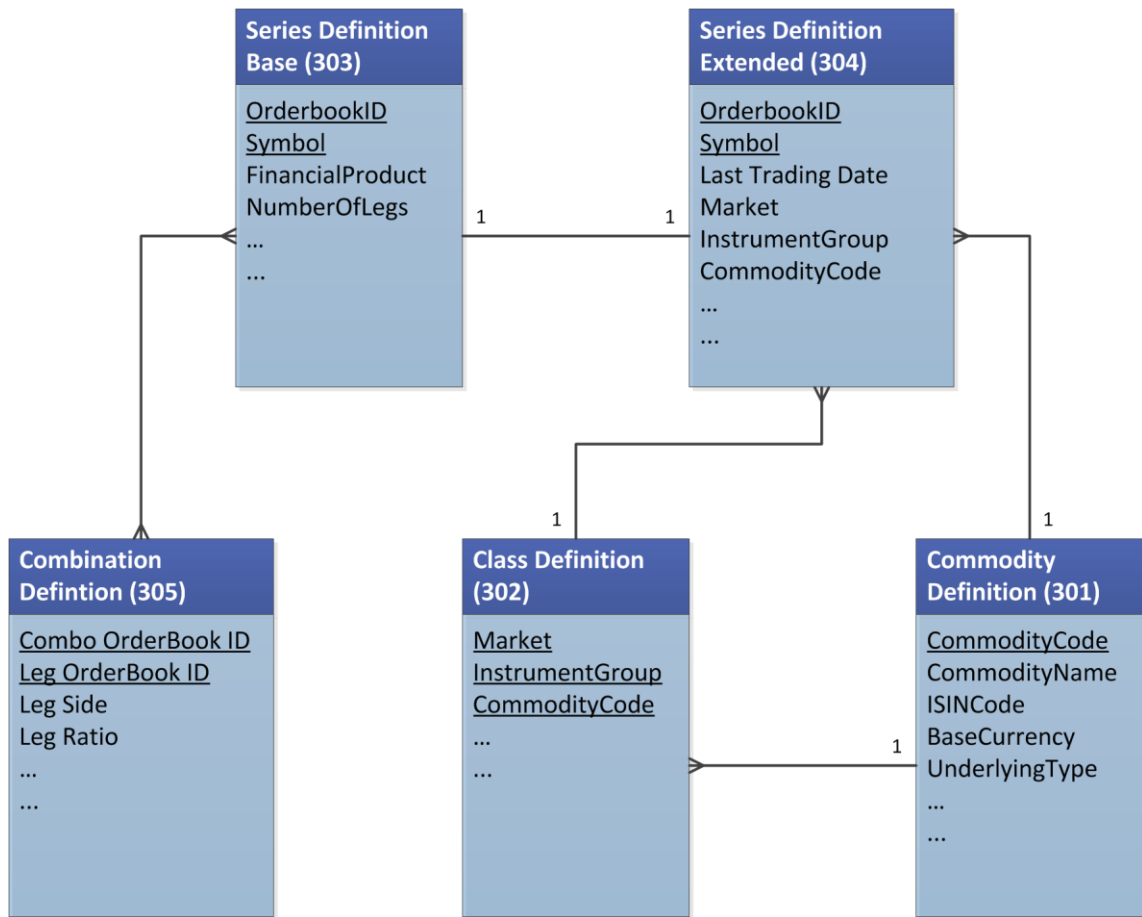 Series Definition
Base (303)
OrderbookID
Symbol
FinancialProduct
NumberOfLegs
...
...
Series Definition
Extended (304)
OrderbookID
Symbol
Last Trading Date
Market
InstrumentGroup
CommodityCode
...
...
1
1
1
1
Combination
Defintion (305)
Combo OrderBook ID
Leg OrderBook ID
Leg Side
Leg Ratio
...
...
Class Definition
(302)
Market
InstrumentGroup
CommodityCode
...
...
1
Commodity
Definition (301)
CommodityCode
CommodityName
ISINCode
BaseCurrency
UnderlyingType
...
...